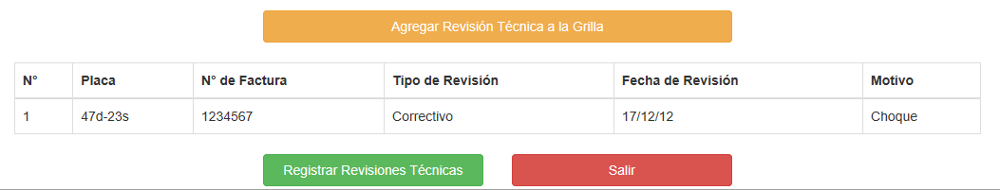 Agregar Revisión Técnica a la Grilla
N° Placa N° de Factura Tipo de Revisión Fecha de Revisión Motivo
1 47d-23s 1234567 Correctivo 17/12/12 Choque
Registrar Revisiones Técnicas Salir